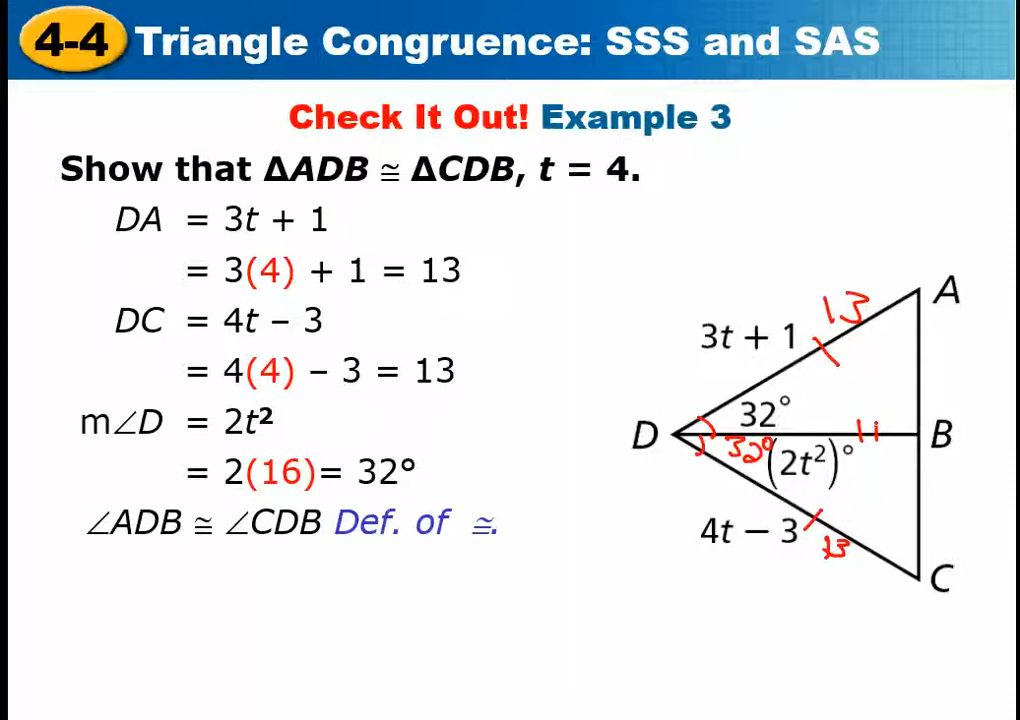 4-4 Triangle Congruence: SSS and SAS
Check It Out! Example 3
Show that ΔADB ≅ ΔCDB, t = 4.
DA = 3t + 1
= 3(4) + 1 = 13
DC = 4t – 3
= 4(4) – 3 = 13
m∠D = 2t²
= 2(16)= 32°
∠ADB ≅ ∠CDB Def. of ≅.
A
13
3t + 1
32°
D
B
32°
(2t²)°
4t − 3
13
C